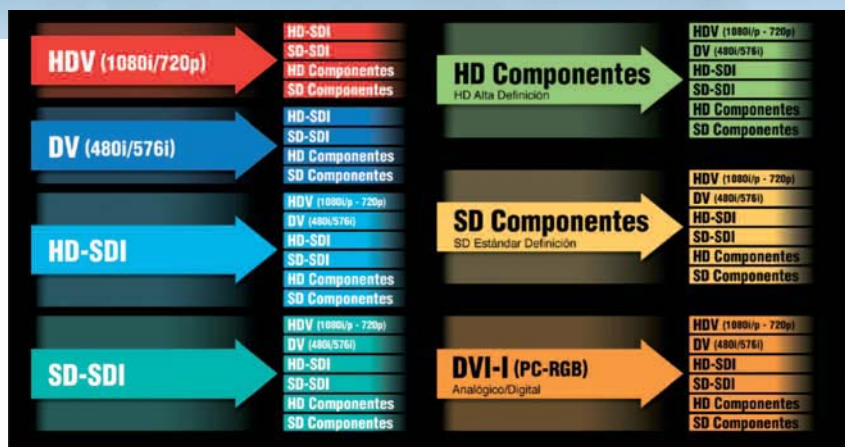 HDV (1080i/720p)
HD-SDI
SD-SDI
HD Componentes
SD Componentes
DV (480i/576i)
HD-SDI
SD-SDI
HD Componentes
SD Componentes
HD-SDI
HDV (1080i/p - 720p)
DV (480i/576i)
HD-SDI
SD-SDI
HD Componentes
SD Componentes
SD-SDI
HDV (1080i/p - 720p)
DV (480i/576i)
HD-SDI
SD-SDI
HD Componentes
SD Componentes
HD Componentes
HD Alta Definición
HDV (1080i/p - 720p)
DV (480i/576i)
HD-SDI
SD-SDI
HD Componentes
SD Componentes
SD Componentes
SD Estándar Definición
HDV (1080i/p - 720p)
DV (480i/576i)
HD-SDI
SD-SDI
HD Componentes
SD Componentes
DVI-I (PC-RGB)
Analógico/Digital
HDV (1080i/p - 720p)
DV (480i/576i)
HD-SDI
SD-SDI
HD Componentes
SD Componentes